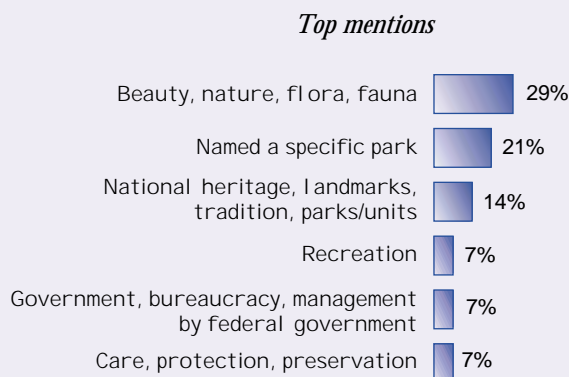 Top mentions
Beauty, nature, flora, fauna 29%
Named a specific park 21%
National heritage, landmarks,
tradition, parks/units 14%
Recreation 7%
Government, bureaucracy, management
by federal government 7%
Care, protection, preservation 7%